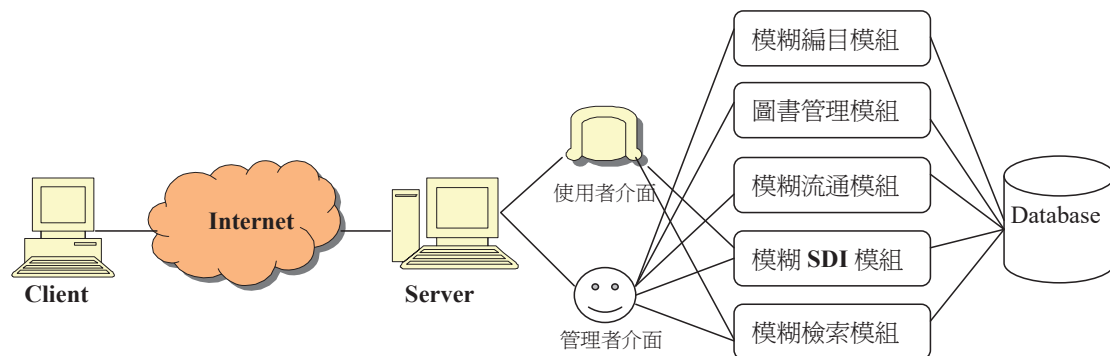 Client
Internet
Server
使用者介面
管理者介面
模糊編目模組
圖書管理模組
模糊流通模組
模糊 SDI 模組
模糊檢索模組
Database